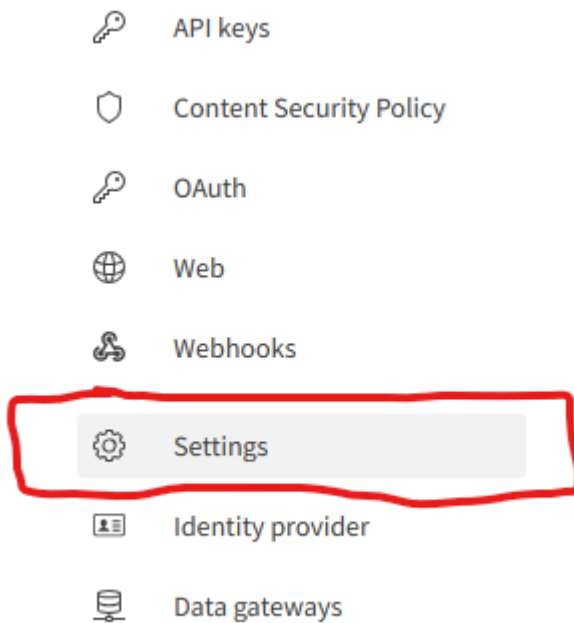 API keys
Content Security Policy
OAuth
Web
Webhooks
Settings
Identity provider
Data gateways